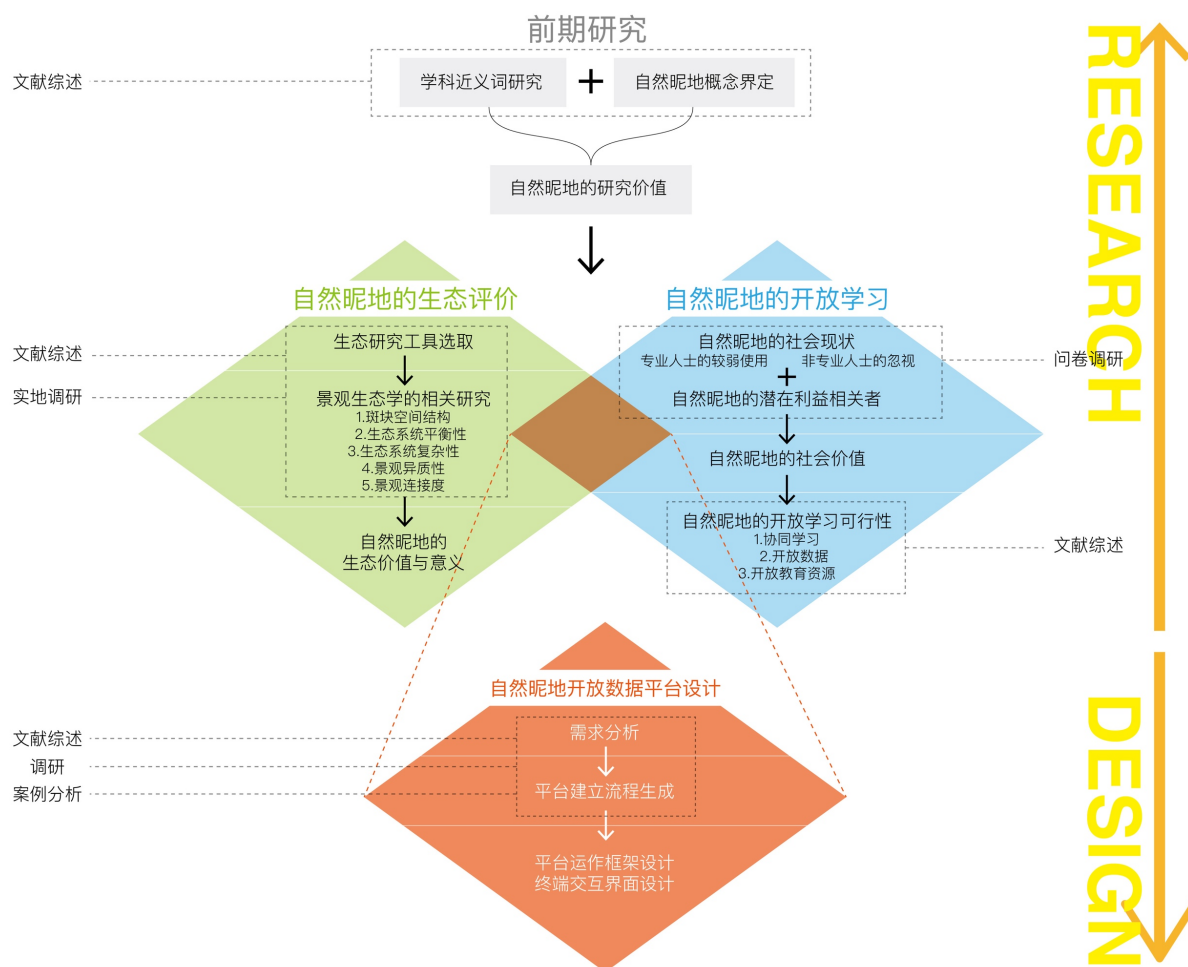 前期研究
文献综述
学科近义词研究
+
自然昵地概念界定
自然昵地的研究价值
RESEARCH
自然昵地的生态评价
文献综述
实地调研
生态研究工具选取
景观生态学的相关研究
1.斑块空间结构
2.生态系统平衡性
3.生态系统复杂性
4.景观异质性
5.景观连接度
自然昵地的
生态价值与意义
自然昵地的开放学习
自然昵地的社会现状
专业人士的较弱使用 非专业人士的忽视
+
自然昵地的潜在利益相关者
问卷调研
自然昵地的社会价值
自然昵地的开放学习可行性
1.协同学习
2.开放数据
3.开放教育资源
文献综述
DESIGN
自然昵地开放数据平台设计
文献综述
调研
案例分析
需求分析
平台建立流程生成
平台运作框架设计
终端交互界面设计